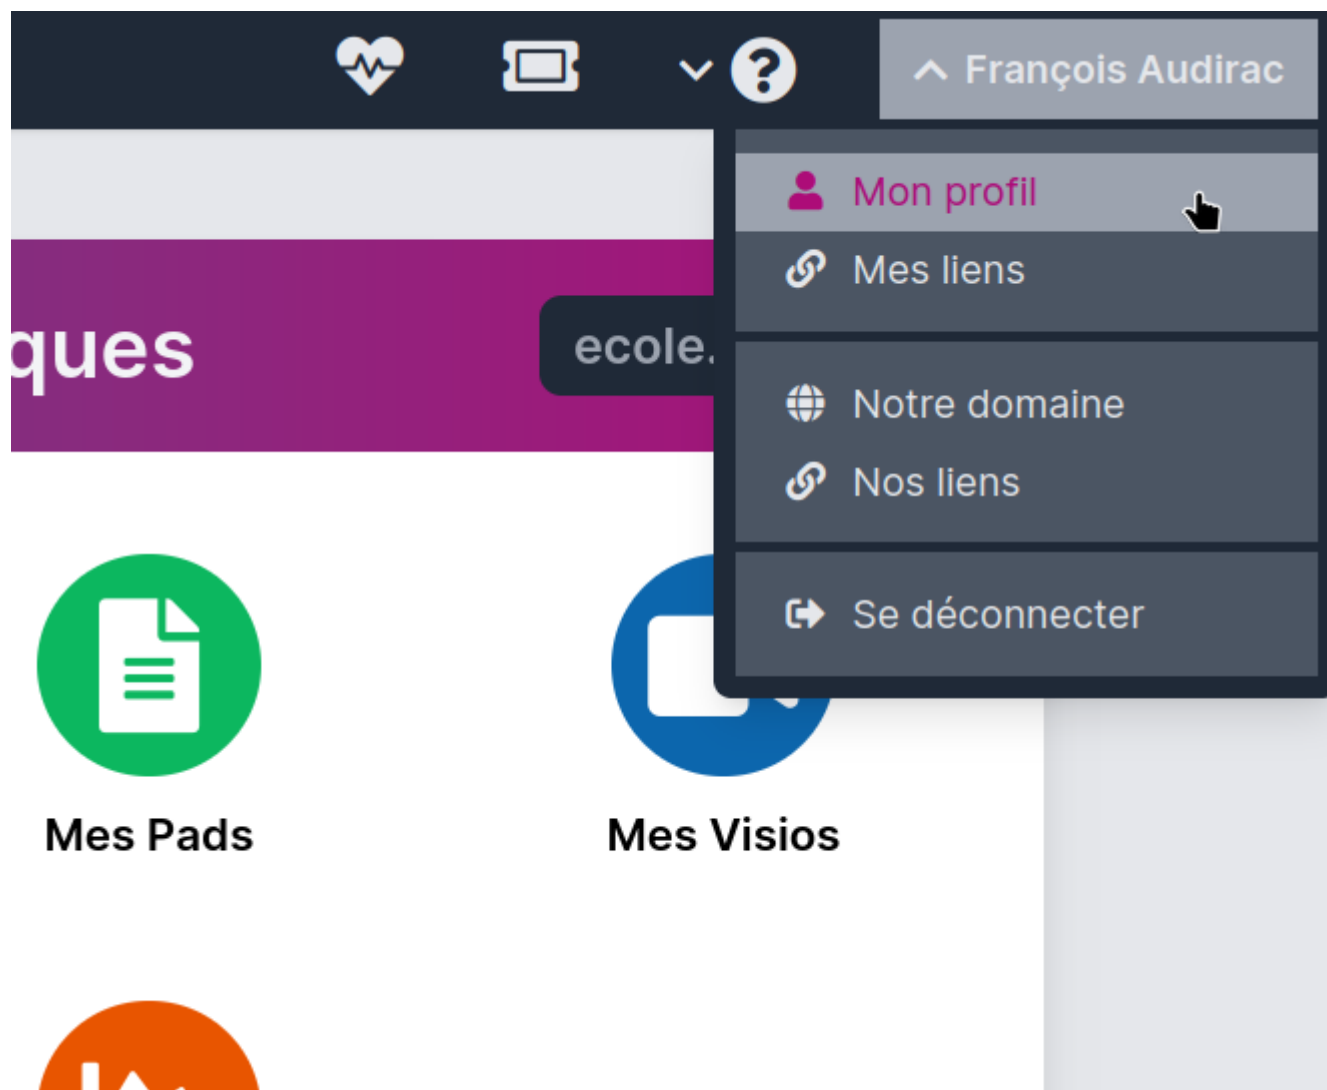 François Audirac
Mon profil
Mes liens
ques
ecole.
Notre domaine
Nos liens
Se déconnecter
Mes Pads
Mes Visios